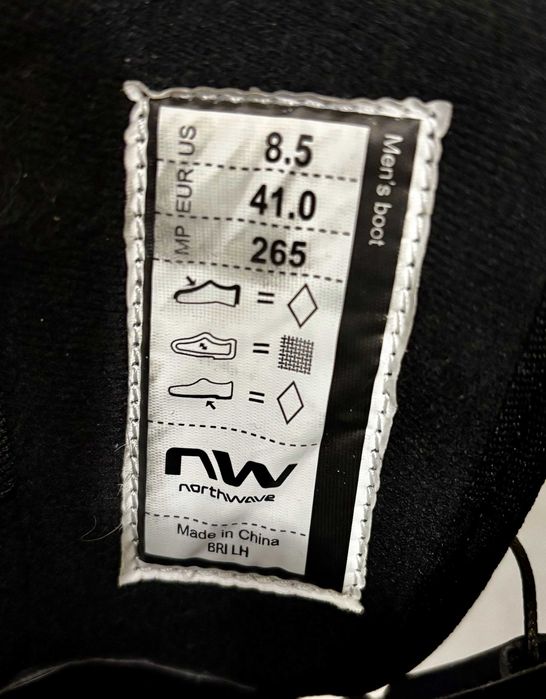 US 8.5
EUR 41.0
MP 265
Men's boot
=
=
=
nw
northwave
Made in China
BRI LH